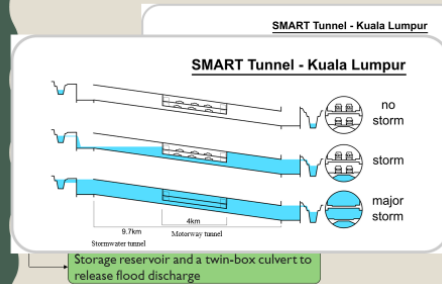 SMART Tunnel - Kuala Lumpur
SMART Tunnel - Kuala Lumpur
no
storm
storm
major
storm
4km
9.7km
Motorway tunnel
Stormwater tunnel
Storage reservoir and a twin-box culvert to
release flood discharge